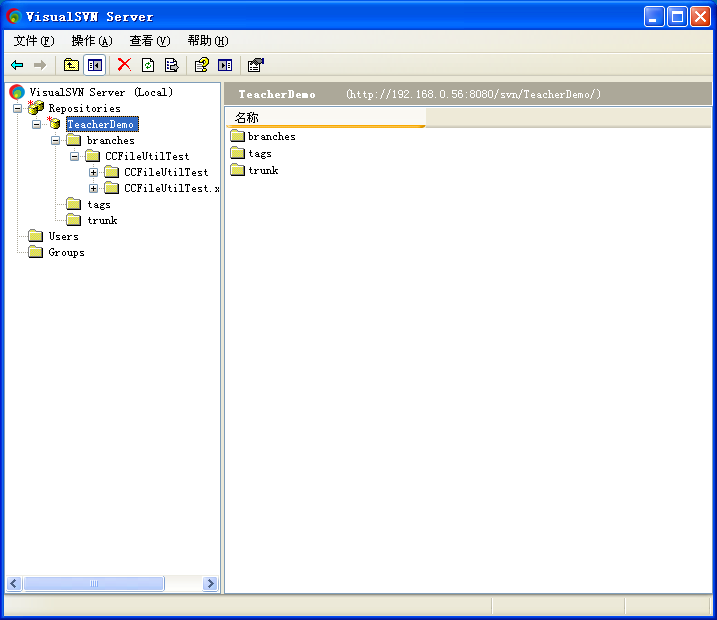 VisualSVN Server
文件(F) 操作(A) 查看(V) 帮助(H)
VisualSVN Server (Local)
Repositories
TeacherDemo
branches
CCFileUtilTest
CCFileUtilTest
CCFileUtilTest.x
tags
trunk
Users
Groups
TeacherDemo (http://192.168.0.56:8080/svn/TeacherDemo/)
名称
branches
tags
trunk